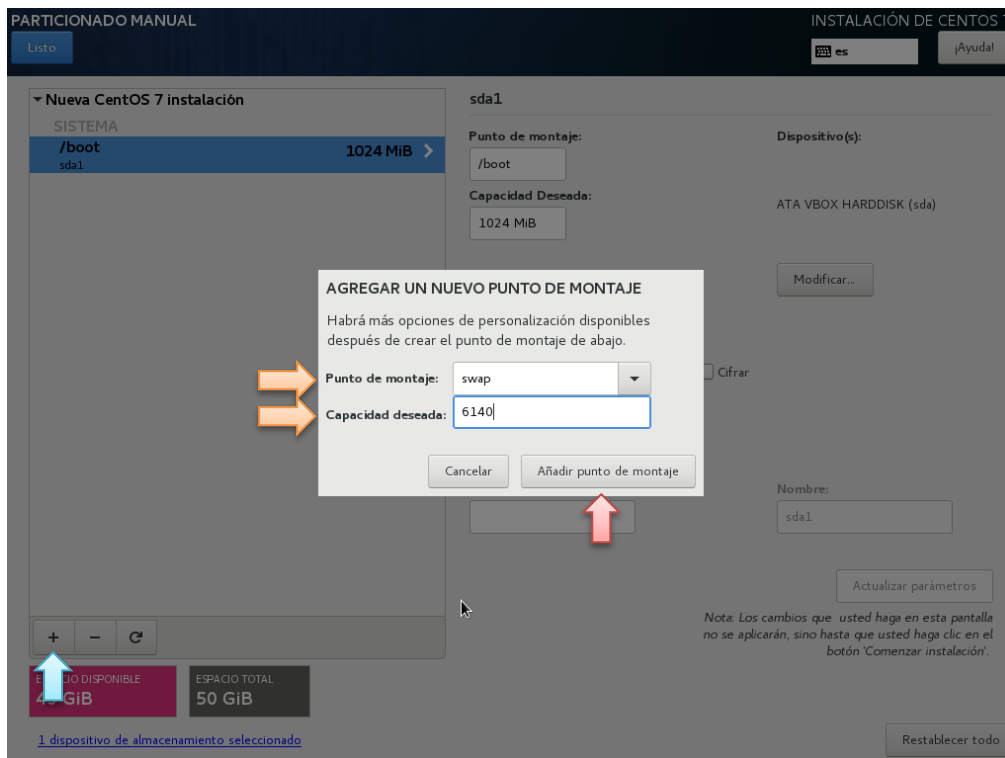 PARTICIONADO MANUAL
INSTALACIÓN DE CENTOS 7
Listo
es
¡Ayuda!
Nueva CentOS 7 instalación
SISTEMA
/boot
1024 MiB
sda1
sda1
Punto de montaje:
Dispositivo(s):
/boot
Capacidad Deseada:
ATA VBOX HARDDISK (sda)
1024 MiB
Modificar...
AGREGAR UN NUEVO PUNTO DE MONTAJE
Habrá más opciones de personalización disponibles
después de crear el punto de montaje de abajo.
Punto de montaje:
swap
Cifrar
Capacidad deseada:
6140
Cancelar
Añadir punto de montaje
Nombre:
sda1
Actualizar parámetros
Nota: Los cambios que usted haga en esta pantalla
no se aplicarán, sino hasta que usted haga clic en el
botón 'Comenzar instalación'.
+
−
DISPONIBLE
ESPACIO TOTAL
GiB
50 GiB
1 dispositivo de almacenamiento seleccionado
Restablecer todo